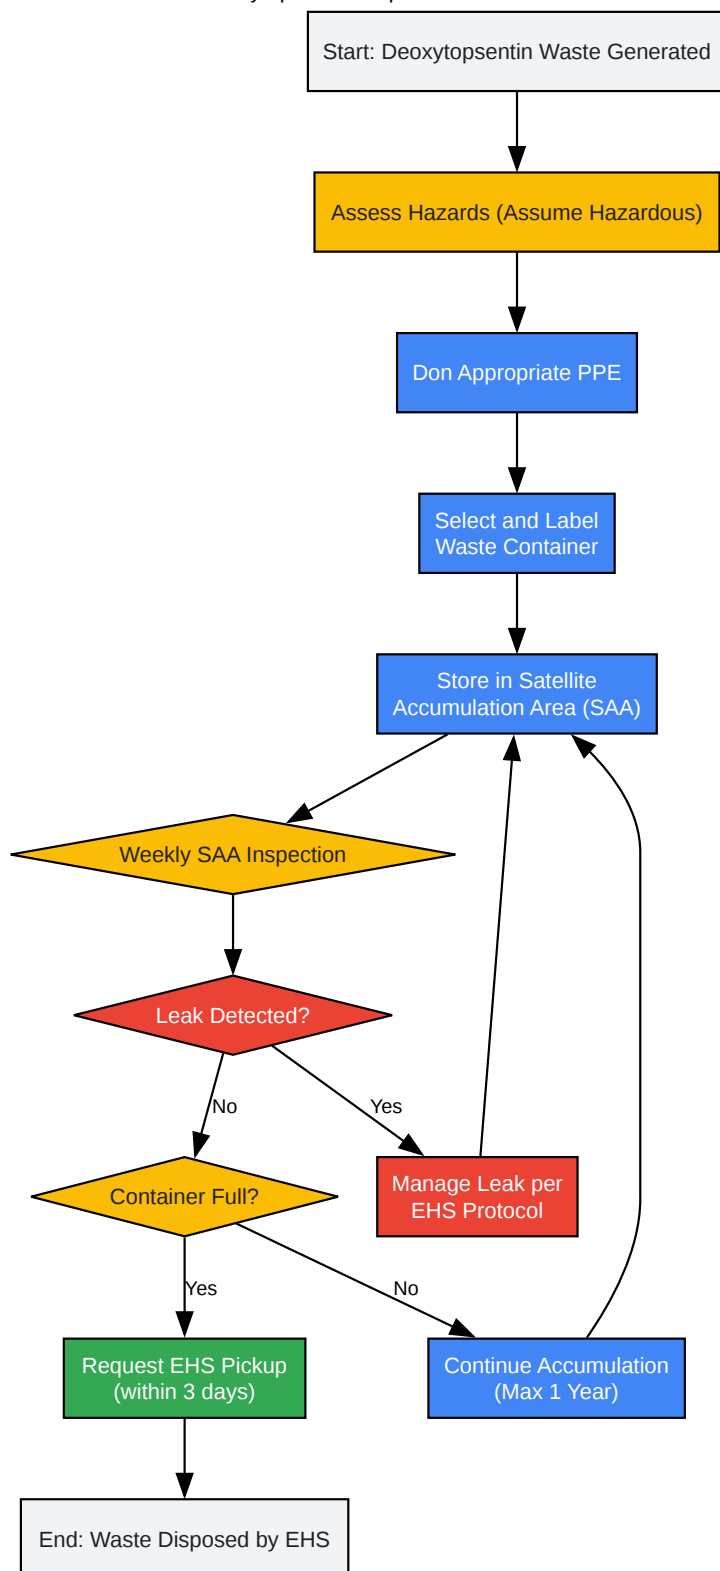 Start: Deoxytopsentin Waste Generated
Assess Hazards (Assume Hazardous)
Don Appropriate PPE
Select and Label
Waste Container
Store in Satellite
Accumulation Area (SAA)
Weekly SAA Inspection
Leak Detected?
No
Yes
Container Full?
Manage Leak per
EHS Protocol
Yes
No
Request EHS Pickup
(within 3 days)
Continue Accumulation
(Max 1 Year)
End: Waste Disposed by EHS